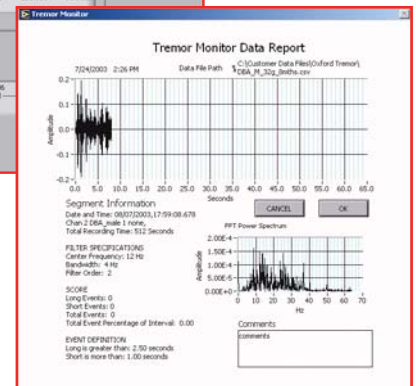 Tremor Monitor
Tremor Monitor Data Report
7/24/2003 2:26 PM
Data File Path
C:\Customer Data Files\Oxford Tremor\
DBA_M_32g_8mths.csv
Amplitude
0.2
0.1
0.0
-0.1
-0.2
0.0 5.0 10.0 15.0 20.0 25.0 30.0 35.0 40.0 45.0 50.0 55.0 60.0 65.0
Seconds
Segment Information
Date and Time: 08/07/2003,17:59:08.678
Chan 2 DBA_male 1 none,
Total Recording Time: 512 Seconds
CANCEL
OK
FILTER SPECIFICATIONS
Center Frequency: 12 Hz
Bandwidth: 4 Hz
Filter Order: 2
SCORE
Long Events: 0
Short Events: 0
Total Events: 0
Total Event Percentage of Interval: 0.00
EVENT DEFINITION
Long is greater than: 2.50 seconds
Short is more than: 1.00 seconds
FFT Power Spectrum
Amplitude
2.00E-4
1.50E-4
1.00E-4
5.00E-5
0.00E+0
0 10 20 30 40 50 60 70
Hz
Comments
comments